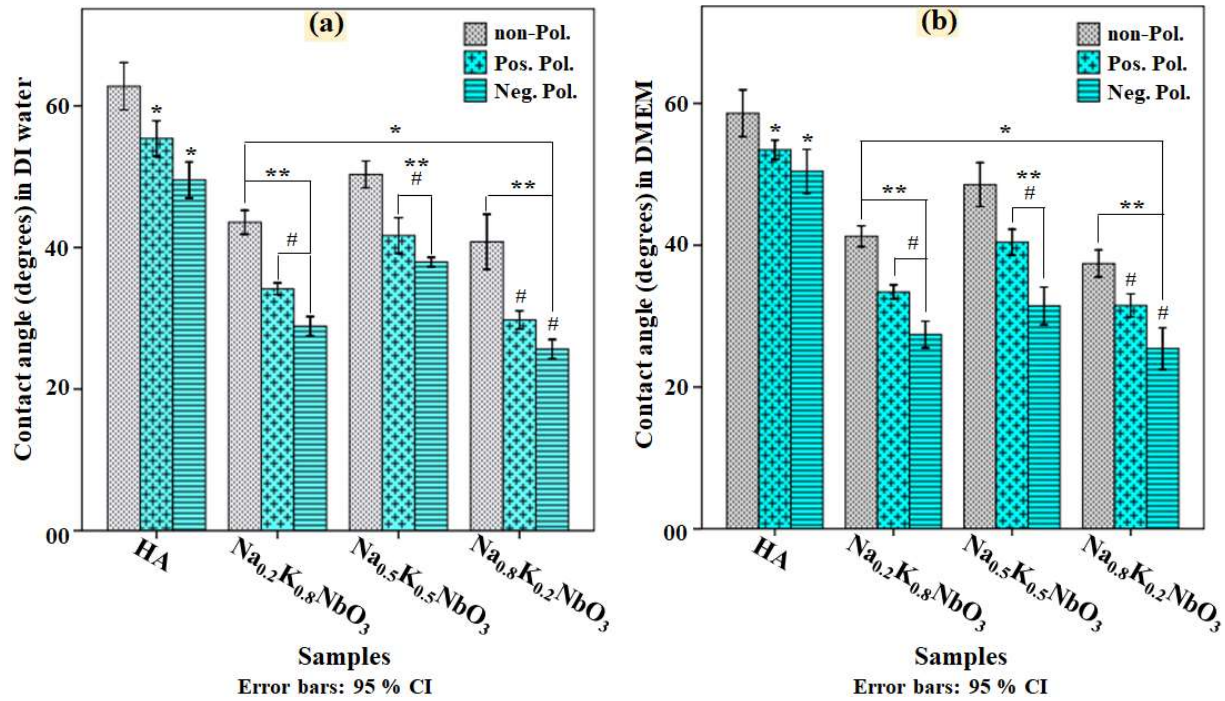 (a)
non-Pol.
Pos. Pol.
Neg. Pol.
Contact angle (degrees) in DI water
60
40
20
00
*
*
*
**
#
**
#
**
#
#
HA
Na0.2K0.8NbO3
Na0.5K0.5NbO3
Na0.8K0.2NbO3
Samples
Error bars: 95 % CI
(b)
non-Pol.
Pos. Pol.
Neg. Pol.
Contact angle (degrees) in DMEM
60
40
20
00
*
*
*
**
#
**
#
**
#
#
HA
Na0.2K0.8NbO3
Na0.5K0.5NbO3
Na0.8K0.2NbO3
Samples
Error bars: 95 % CI